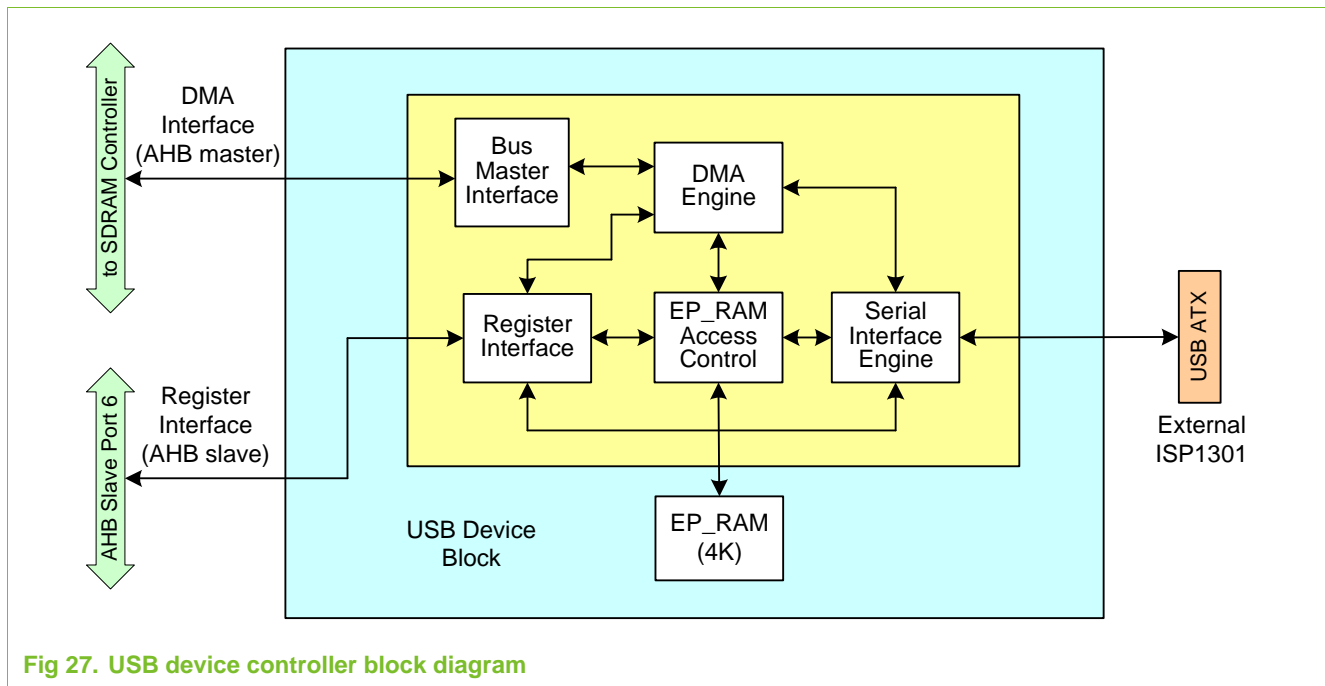 to SDRAM Controller
DMA
Interface
(AHB master)
Bus
Master
Interface
DMA
Engine
Register
Interface
EP_RAM
Access
Control
Serial
Interface
Engine
USB ATX
External
ISP1301
AHB Slave Port 6
Register
Interface
(AHB slave)
USB Device
Block
EP_RAM
(4K)
Fig 27. USB device controller block diagram